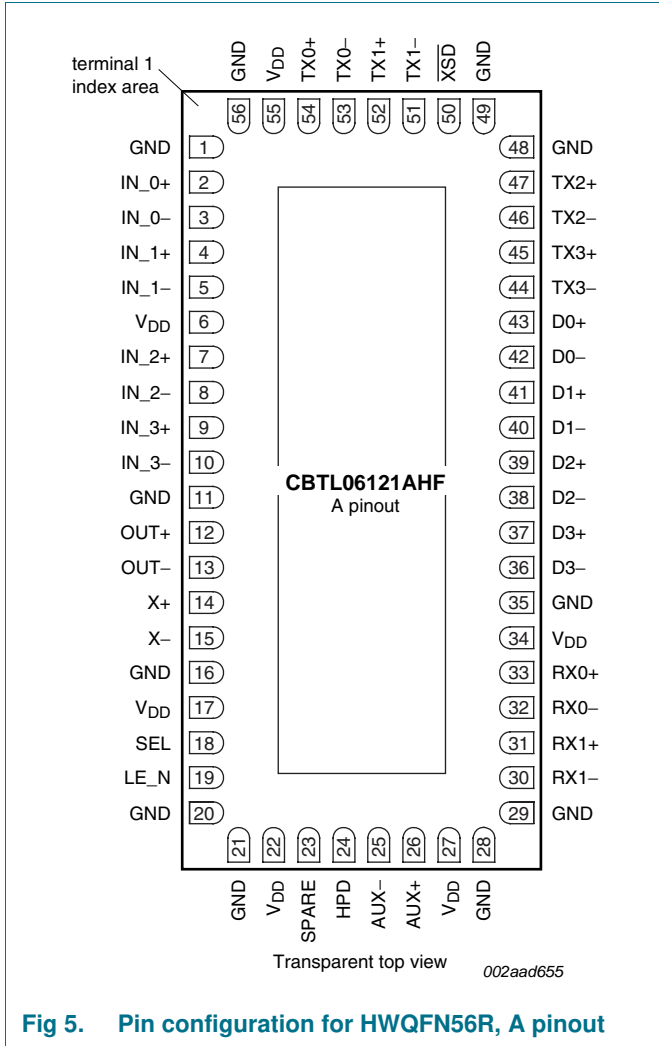 terminal 1
index area
GND
VDD
TX0+
TX0−
TX1+
TX1−
XSD
GND
56
55
54
53
52
51
50
49
GND 1 48 GND
IN_0+ 2 47 TX2+
IN_0− 3 46 TX2−
IN_1+ 4 45 TX3+
IN_1− 5 44 TX3−
VDD 6 43 D0+
IN_2+ 7 42 D0−
IN_2− 8 41 D1+
IN_3+ 9 40 D1−
IN_3− 10 39 D2+
CBTL06121AHF
A pinout
GND 11 38 D2−
OUT+ 12 37 D3+
OUT− 13 36 D3−
X+ 14 35 GND
X− 15 34 VDD
GND 16 33 RX0+
VDD 17 32 RX0−
SEL 18 31 RX1+
LE_N 19 30 RX1−
GND 20 29 GND
21
22
23
24
25
26
27
28
GND
VDD
SPARE
HPD
AUX−
AUX+
VDD
GND
Transparent top view
002aad655
Fig 5. Pin configuration for HWQFN56R, A pinout